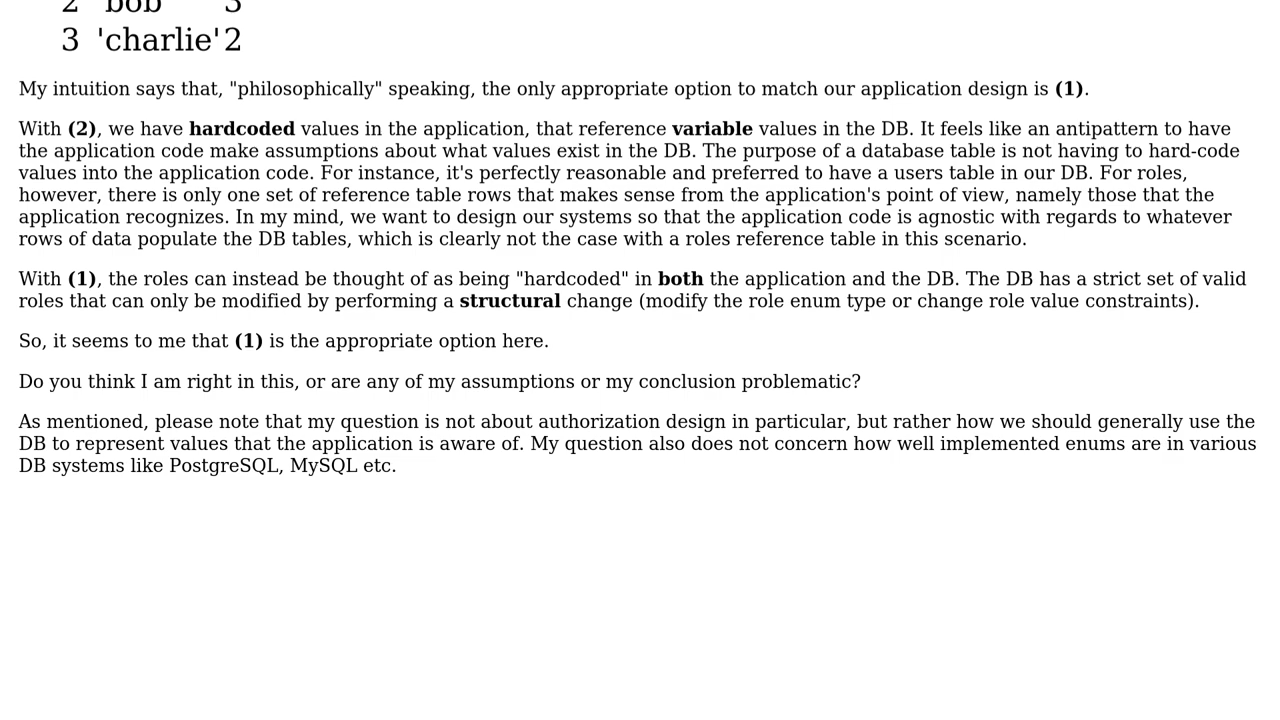 2 'bob' 3
3 'charlie' 2
My intuition says that, "philosophically" speaking, the only appropriate option to match our application design is (1).
With (2), we have hardcoded values in the application, that reference variable values in the DB. It feels like an antipattern to have
the application code make assumptions about what values exist in the DB. The purpose of a database table is not having to hard-code
values into the application code. For instance, it's perfectly reasonable and preferred to have a users table in our DB. For roles,
however, there is only one set of reference table rows that makes sense from the application's point of view, namely those that the
application recognizes. In my mind, we want to design our systems so that the application code is agnostic with regards to whatever
rows of data populate the DB tables, which is clearly not the case with a roles reference table in this scenario.
With (1), the roles can instead be thought of as being "hardcoded" in both the application and the DB. The DB has a strict set of valid
roles that can only be modified by performing a structural change (modify the role enum type or change role value constraints).
So, it seems to me that (1) is the appropriate option here.
Do you think I am right in this, or are any of my assumptions or my conclusion problematic?
As mentioned, please note that my question is not about authorization design in particular, but rather how we should generally use the
DB to represent values that the application is aware of. My question also does not concern how well implemented enums are in various
DB systems like PostgreSQL, MySQL etc.